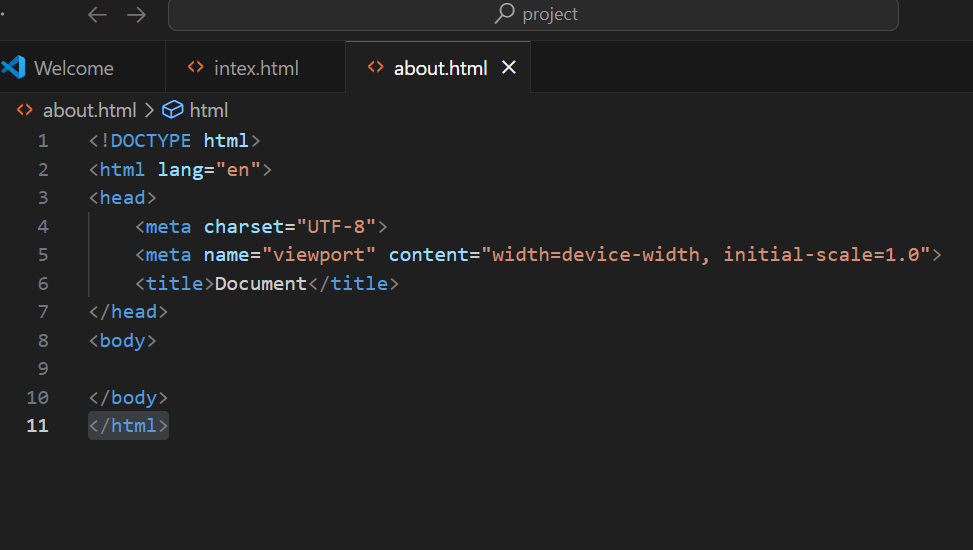 project
Welcome
intex.html
about.html
about.html > html
1 <!DOCTYPE html>
2 <html lang="en">
3 <head>
4     <meta charset="UTF-8">
5     <meta name="viewport" content="width=device-width, initial-scale=1.0">
6     <title>Document</title>
7 </head>
8 <body>
9
10 </body>
11 </html>